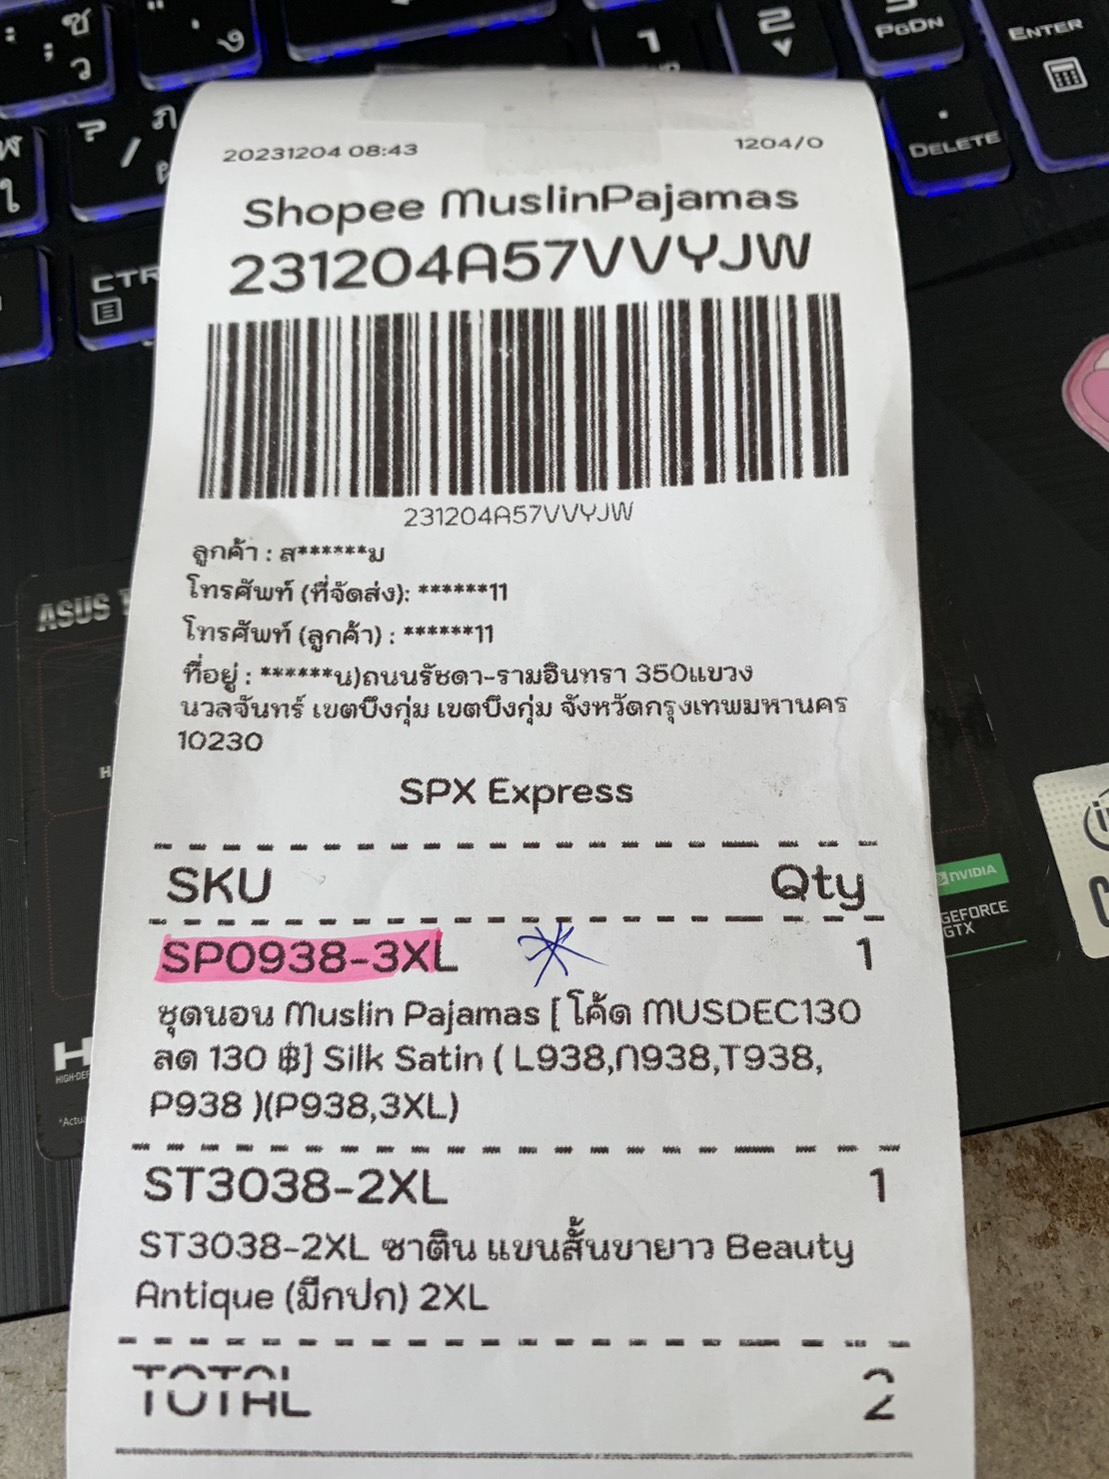 20231204 08:43 1204/0
Shopee MuslinPajamas
231204A57VVYJW
231204A57VVYJW
ลูกค้า : ส******ม
โทรศัพท์ (ที่จัดส่ง): ******11
โทรศัพท์ (ลูกค้า) : ******11
ที่อยู่ : ******น)ถนนรัชดา-รามอินทรา 350แขวง
นวลจันทร์ เขตบึงกุ่ม เขตบึงกุ่ม จังหวัดกรุงเทพมหานคร
10230
SPX Express
SKU Qty
SP0938-3XL 1
ชุดนอน Muslin Pajamas [ โค้ด MUSDEC130
ลด 130 ฿] Silk Satin ( L938,ก938,T938,
P938 )(P938,3XL)
ST3038-2XL 1
ST3038-2XL ซาติน แขนสั้นขายาว Beauty
Antique (มีกปก) 2XL
TOTAL 2
PGDN
ENTER
DELETE
CTR
ASUS
NVIDIA
GEFORCE
GTX